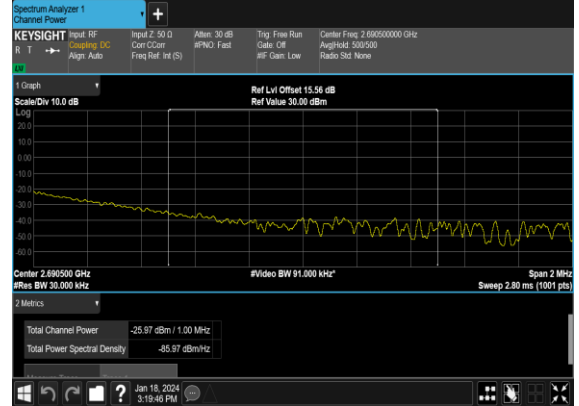 Spectrum Analyzer 1
Channel Power
+
KEYSIGHT
R T
LXI
Input: RF
Coupling: DC
Align: Auto
Input Z: 50 Ω
Corr CCorr
Freq Ref: Int (S)
Atten: 30 dB
#PNO: Fast
Trig: Free Run
Gate: Off
#IF Gain: Low
Center Freq: 2.690500000 GHz
Avg|Hold: 500/500
Radio Std: None
1 Graph
Scale/Div 10.0 dB
Ref Lvl Offset 15.56 dB
Ref Value 30.00 dBm
Log
20.0
10.0
0.00
-10.0
-20.0
-30.0
-40.0
-50.0
-60.0
Center 2.690500 GHz
#Res BW 30.000 kHz
#Video BW 91.000 kHz*
Span 2 MHz
Sweep 2.80 ms (1001 pts)
2 Metrics
Total Channel Power -25.97 dBm / 1.00 MHz
Total Power Spectral Density -85.97 dBm/Hz
?
Jan 18, 2024
3:19:46 PM